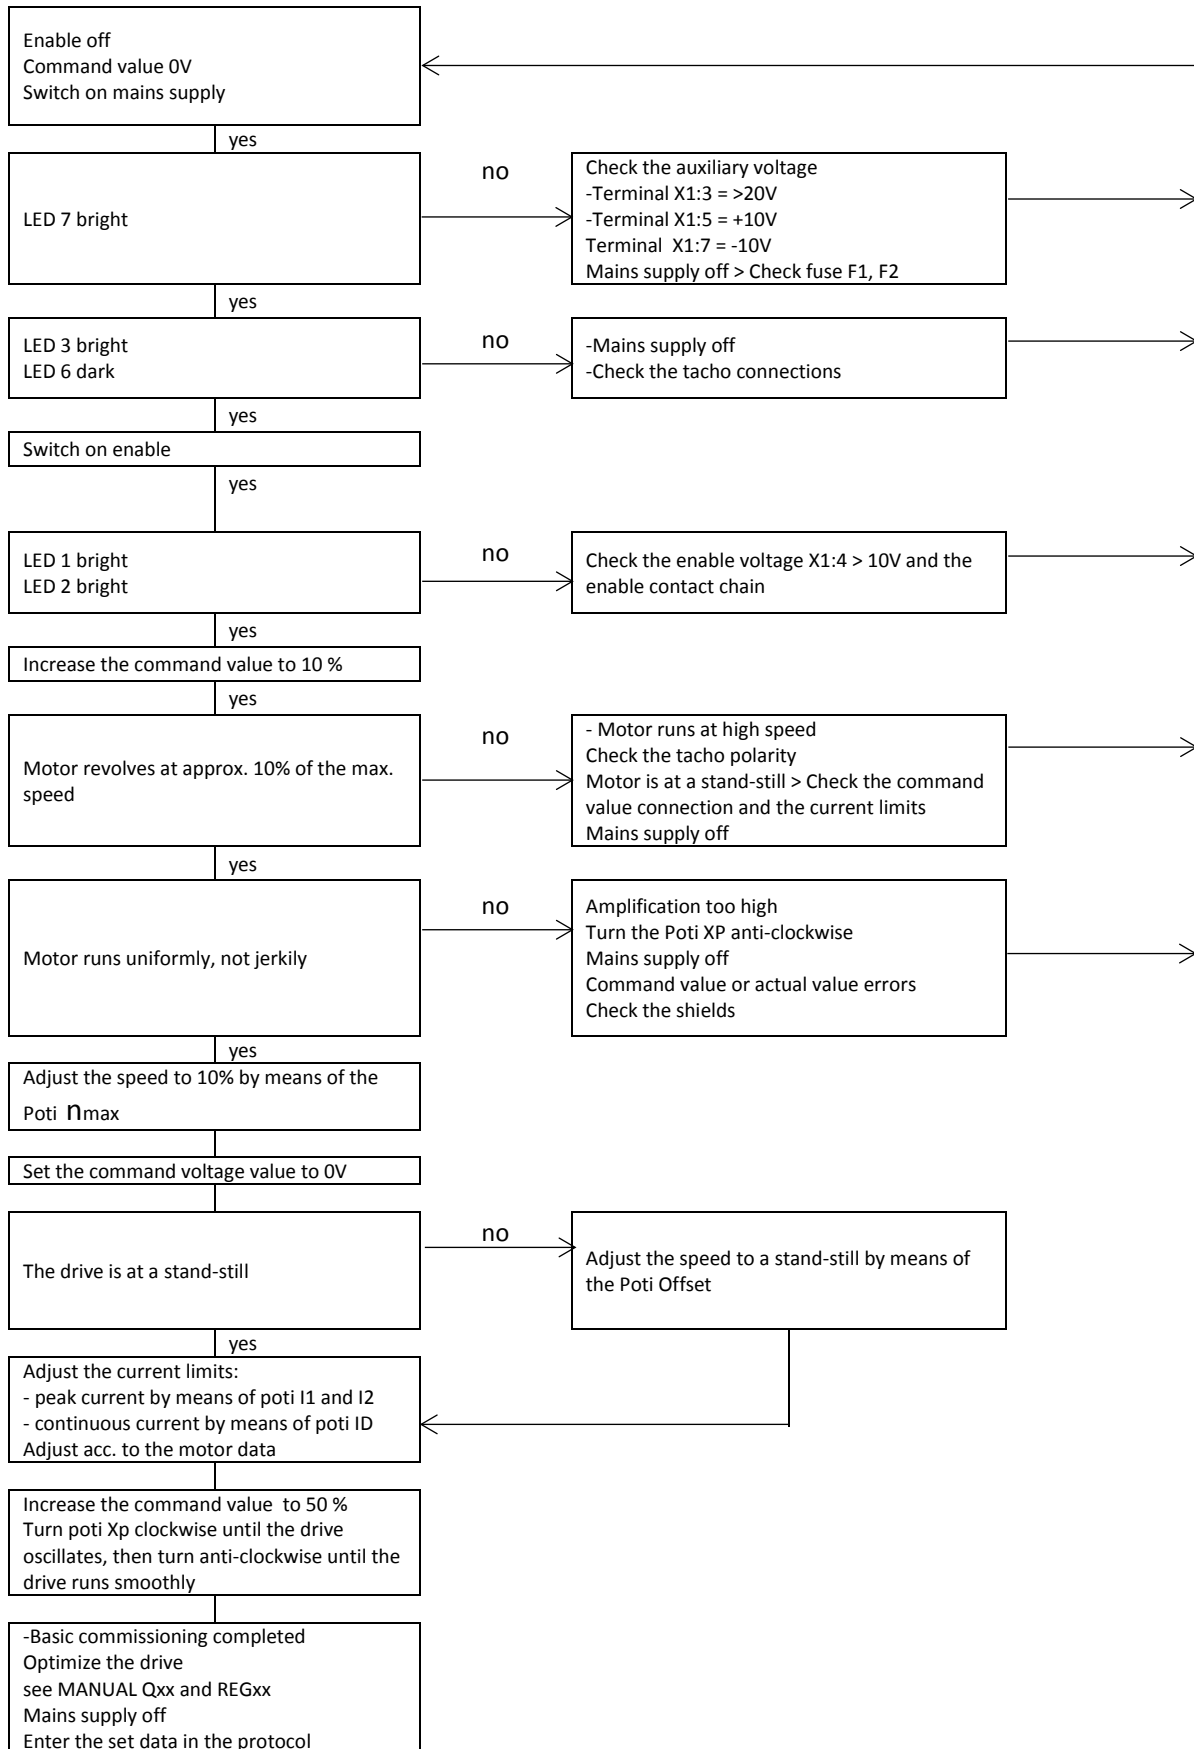 Enable off
Command value 0V
Switch on mains supply
yes
LED 7 bright
no
Check the auxiliary voltage
-Terminal X1:3 = >20V
-Terminal X1:5 = +10V
Terminal  X1:7 = -10V
Mains supply off > Check fuse F1, F2
yes
LED 3 bright
LED 6 dark
no
-Mains supply off
-Check the tacho connections
yes
Switch on enable
yes
LED 1 bright
LED 2 bright
no
Check the enable voltage X1:4 > 10V and the
enable contact chain
yes
Increase the command value to 10 %
yes
Motor revolves at approx. 10% of the max.
speed
no
- Motor runs at high speed
Check the tacho polarity
Motor is at a stand-still > Check the command
value connection and the current limits
Mains supply off
yes
Motor runs uniformly, not jerkily
no
Amplification too high
Turn the Poti XP anti-clockwise
Mains supply off
Command value or actual value errors
Check the shields
yes
Adjust the speed to 10% by means of the
Poti nmax
Set the command voltage value to 0V
The drive is at a stand-still
no
Adjust the speed to a stand-still by means of
the Poti Offset
yes
Adjust the current limits:
- peak current by means of poti I1 and I2
- continuous current by means of poti ID
Adjust acc. to the motor data
Increase the command value  to 50 %
Turn poti Xp clockwise until the drive
oscillates, then turn anti-clockwise until the
drive runs smoothly
-Basic commissioning completed
Optimize the drive
see MANUAL Qxx and REGxx
Mains supply off
Enter the set data in the protocol